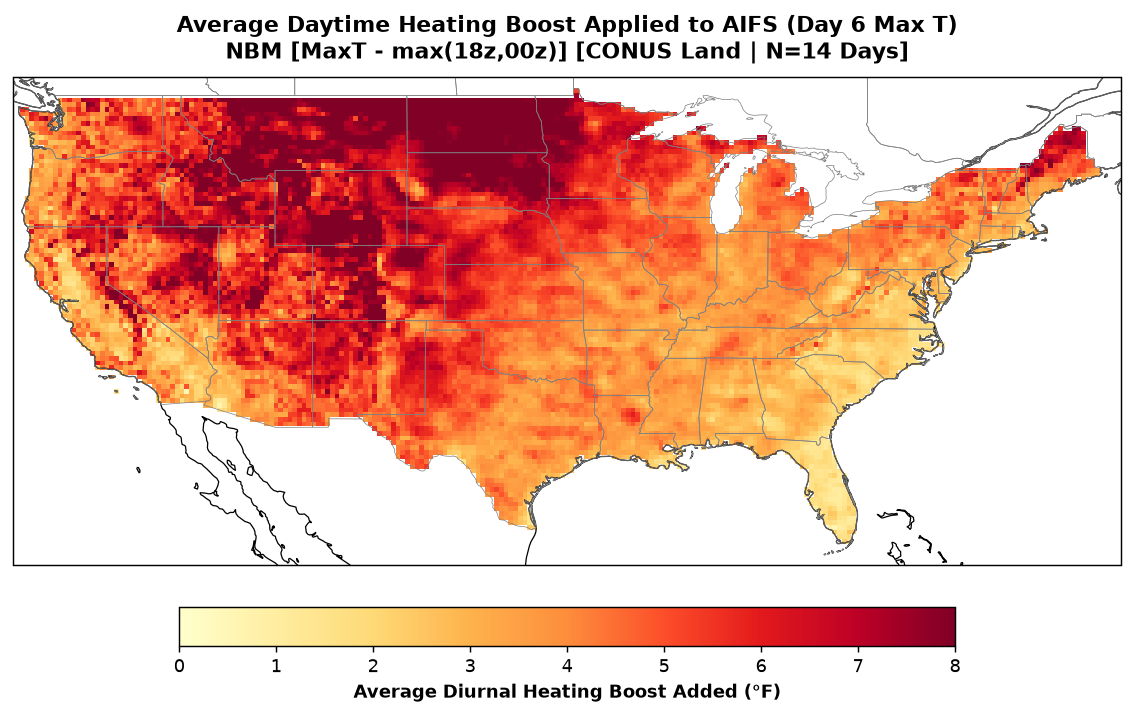 Average Daytime Heating Boost Applied to AIFS (Day 6 Max T)
NBM [MaxT - max(18z,00z)] [CONUS Land | N=14 Days]
0 1 2 3 4 5 6 7 8
Average Diurnal Heating Boost Added (°F)